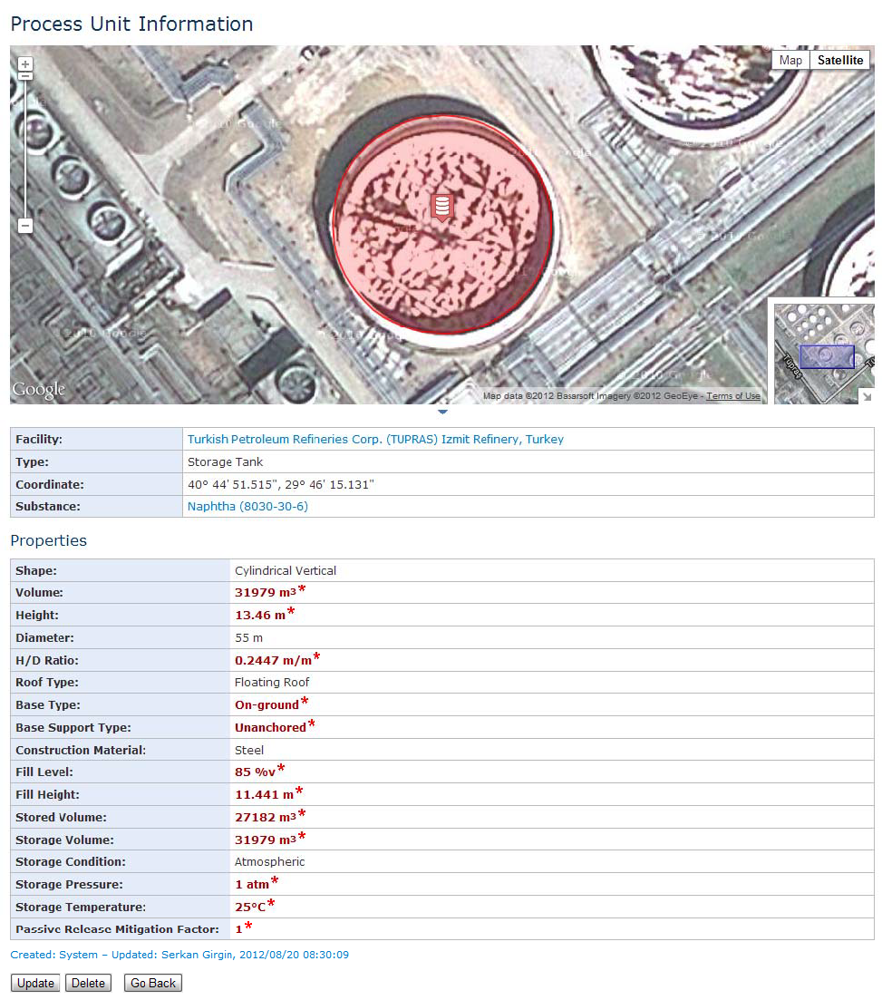 Process Unit Information
Map Satellite
Tupraş
Google
Map data ©2012 Basarsoft Imagery ©2012 GeoEye - Terms of Use
Facility: Turkish Petroleum Refineries Corp. (TUPRAS) Izmit Refinery, Turkey
Type: Storage Tank
Coordinate: 40° 44' 51.515", 29° 46' 15.131"
Substance: Naphtha (8030-30-6)
Properties
Shape: Cylindrical Vertical
Volume: 31979 m³*
Height: 13.46 m*
Diameter: 55 m
H/D Ratio: 0.2447 m/m*
Roof Type: Floating Roof
Base Type: On-ground*
Base Support Type: Unanchored*
Construction Material: Steel
Fill Level: 85 %v*
Fill Height: 11.441 m*
Stored Volume: 27182 m³*
Storage Volume: 31979 m³*
Storage Condition: Atmospheric
Storage Pressure: 1 atm*
Storage Temperature: 25°C*
Passive Release Mitigation Factor: 1*
Created: System – Updated: Serkan Girgin, 2012/08/20 08:30:09
Update Delete Go Back